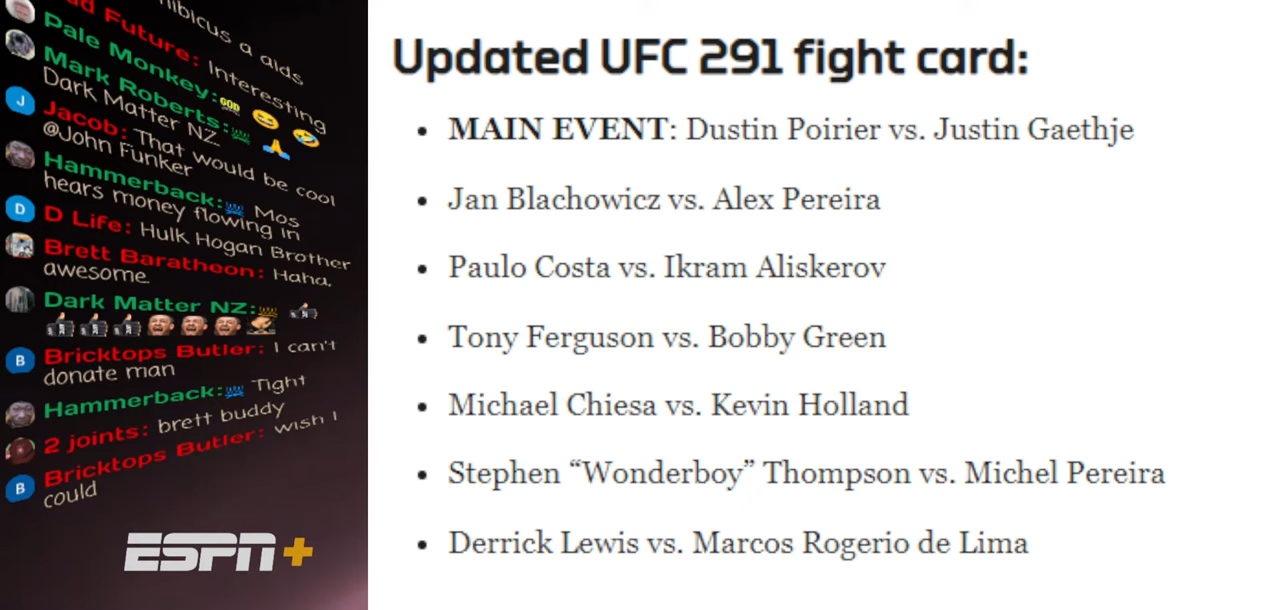 hibicus a aids
Future: Interesting
Pale Monkey: GOD
Mark Roberts:
Dark Matter NZ
Jacob: That would be cool
@John Funker
Hammerback: Mos
hears money flowing in
D Life: Hulk Hogan Brother
Brett Baratheon: Haha.
awesome.
Dark Matter NZ:
Bricktops Butler: I can't
donate man
Hammerback: Tight
2 joints: brett buddy
Bricktops Butler: wish I
could
J
D
B
B
ESPN+
Updated UFC 291 fight card:
• MAIN EVENT: Dustin Poirier vs. Justin Gaethje
• Jan Blachowicz vs. Alex Pereira
• Paulo Costa vs. Ikram Aliskerov
• Tony Ferguson vs. Bobby Green
• Michael Chiesa vs. Kevin Holland
• Stephen “Wonderboy” Thompson vs. Michel Pereira
• Derrick Lewis vs. Marcos Rogerio de Lima